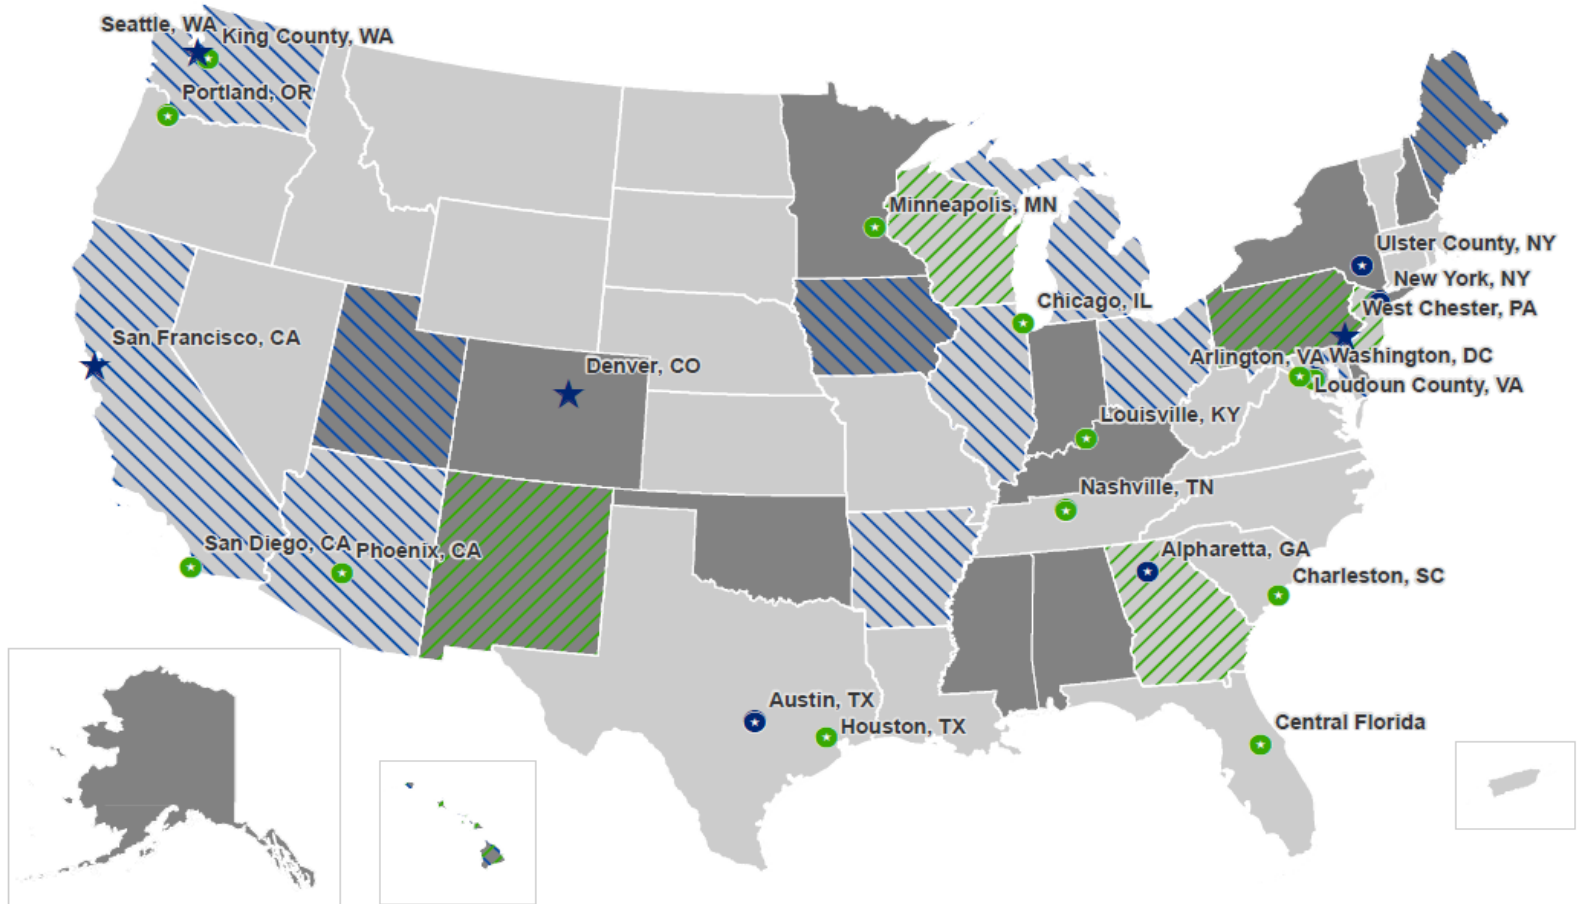 Seattle, WA
King County, WA
Portland, OR
Minneapolis, MN
Ulster County, NY
New York, NY
Chicago, IL
West Chester, PA
San Francisco, CA
Arlington, VA
Washington, DC
Denver, CO
Loudoun County, VA
Louisville, KY
Nashville, TN
San Diego, CA
Phoenix, CA
Alpharetta, GA
Charleston, SC
Austin, TX
Houston, TX
Central Florida